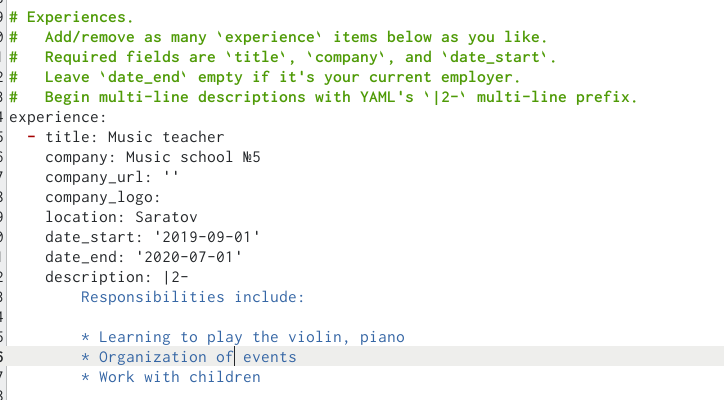 # Experiences.
#   Add/remove as many `experience` items below as you like.
#   Required fields are `title`, `company`, and `date_start`.
#   Leave `date_end` empty if it's your current employer.
#   Begin multi-line descriptions with YAML's `|2-` multi-line prefix.
experience:
  - title: Music teacher
    company: Music school №5
    company_url: ''
    company_logo:
    location: Saratov
    date_start: '2019-09-01'
    date_end: '2020-07-01'
    description: |2-
        Responsibilities include:

        * Learning to play the violin, piano
        * Organization of events
        * Work with children